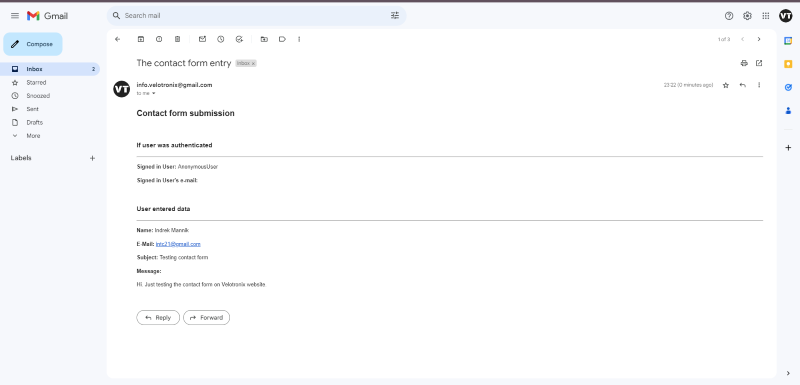 Gmail
Search mail
VT
Compose
Inbox 2
Starred
Snoozed
Sent
Drafts
More
Labels
1 of 3
The contact form entry Inbox x
VT
info.velotronix@gmail.com 23:22 (0 minutes ago)
to me
Contact form submission
If user was authenticated
Signed in User: AnonymousUser
Signed in User's e-mail:
User entered data
Name: Indrek Mannik
E-Mail: intc21@gmail.com
Subject: Testing contact form
Message:
Hi. Just testing the contact form on Velotronix website
Reply Forward